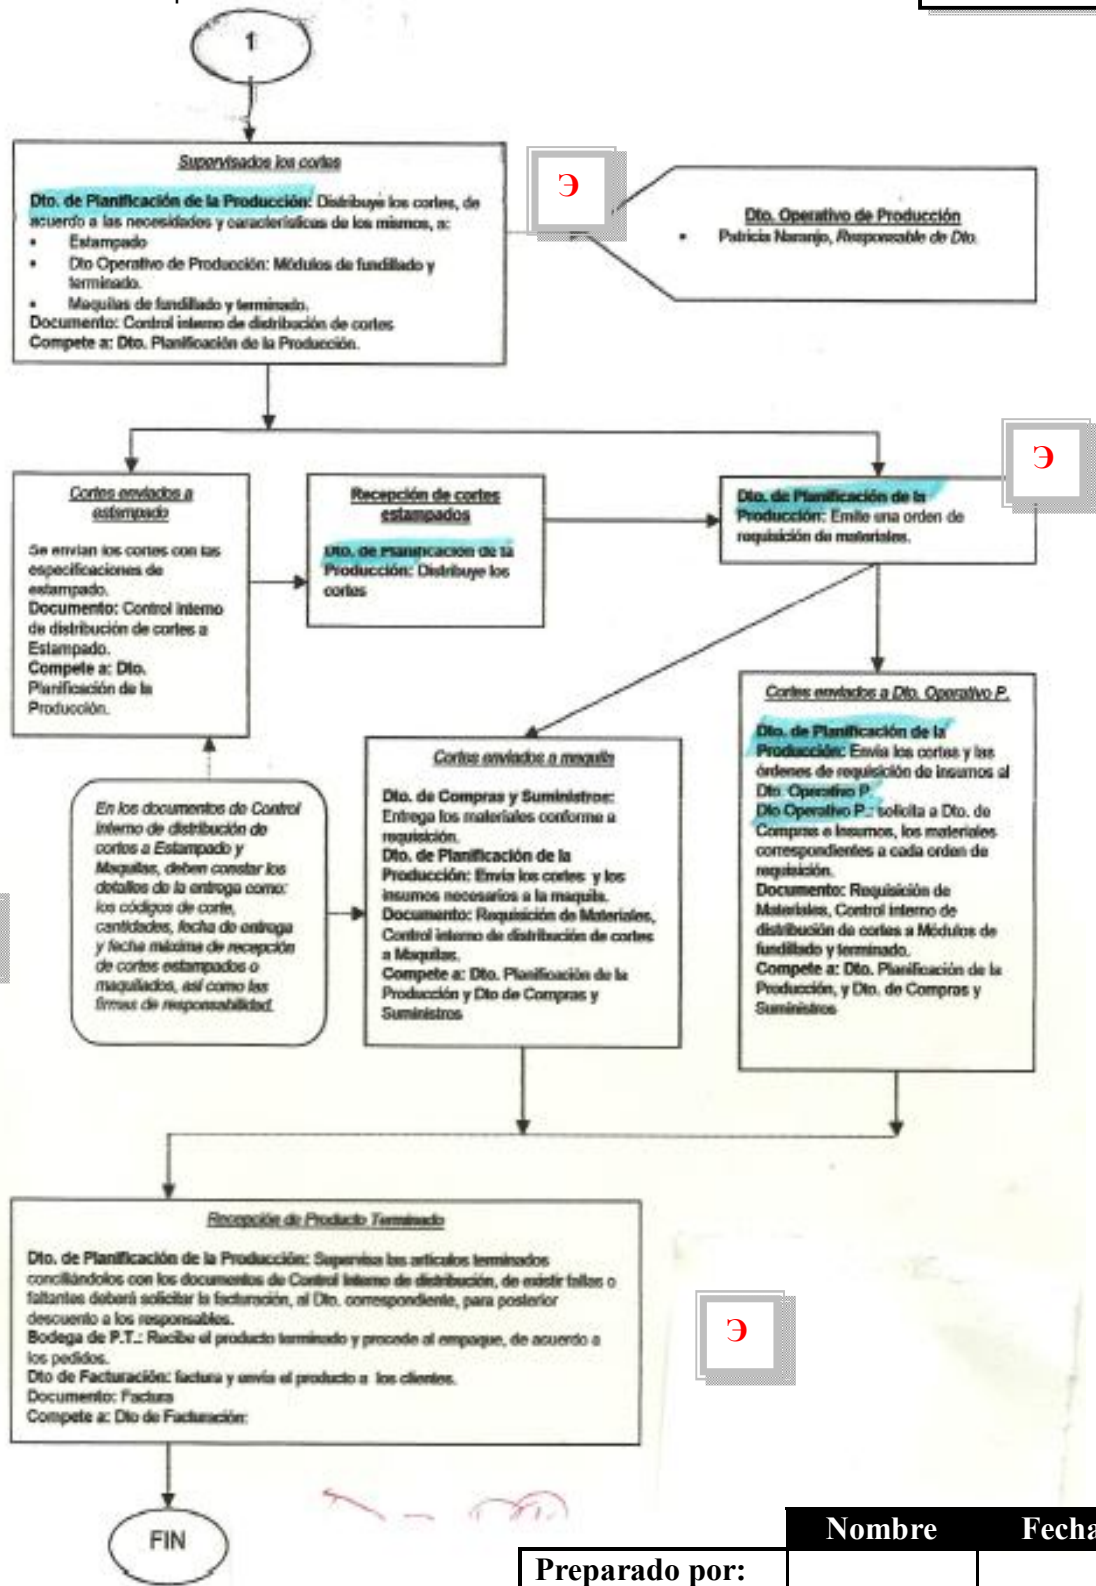 1
Supervisados los cortes
Dto. de Planificación de la Producción: Distribuye los cortes, de
acuerdo a las necesidades y características de los mismos, a:
• Estampado
• Dto Operativo de Producción: Módulos de fundillado y
terminado.
• Maquilas de fundillado y terminado.
Documento: Control interno de distribución de cortes
Compete a: Dto. Planificación de la Producción.
Э
Dto. Operativo de Producción
• Patricia Naranjo, Responsable de Dto.
Cortes enviados a
estampado
Se envían los cortes con las
especificaciones de
estampado.
Documento: Control interno
de distribución de cortes a
Estampado.
Compete a: Dto.
Planificación de la
Producción.
Recepción de cortes
estampados
Dto. de Planificación de la
Producción: Distribuye los
cortes
Э
Dto. de Planificación de la
Producción: Emite una orden de
requisición de materiales.
En los documentos de Control
interno de distribución de
cortes a Estampado y
Maquilas, deben constar los
detalles de la entrega como:
los códigos de corte,
cantidades, fecha de entrega
y fecha máxima de recepción
de cortes estampados o
maquilados, así como las
firmas de responsabilidad.
Cortes enviados a maquila
Dto. de Compras y Suministros:
Entrega los materiales conforme a
requisición.
Dto. de Planificación de la
Producción: Envía los cortes y los
insumos necesarios a la maquila.
Documento: Requisición de Materiales,
Control interno de distribución de cortes
a Maquilas.
Compete a: Dto. Planificación de la
Producción y Dto de Compras y
Suministros
Cortes enviados a Dto. Operativo P.
Dto. de Planificación de la
Producción: Envía los cortes y las
órdenes de requisición de insumos al
Dto. Operativo P.
Dto Operativo P.: solicita a Dto. de
Compras e Insumos, los materiales
correspondientes a cada orden de
requisición.
Documento: Requisición de
Materiales, Control interno de
distribución de cortes a Módulos de
fundillado y terminado.
Compete a: Dto. Planificación de la
Producción, y Dto. de Compras y
Suministros
Recepción de Producto Terminado
Dto. de Planificación de la Producción: Supervisa las artículos terminados
conciliándolos con los documentos de Control Interno de distribución, de existir fallas o
faltantes deberá solicitar la facturación, al Dto. correspondiente, para posterior
descuento a los responsables.
Bodega de P.T.: Recibe el producto terminado y procede al empaque, de acuerdo a
los pedidos.
Dto de Facturación: factura y envía el producto a los clientes.
Documento: Factura
Compete a: Dto de Facturación:
Э
FIN
Nombre Fecha
Preparado por: